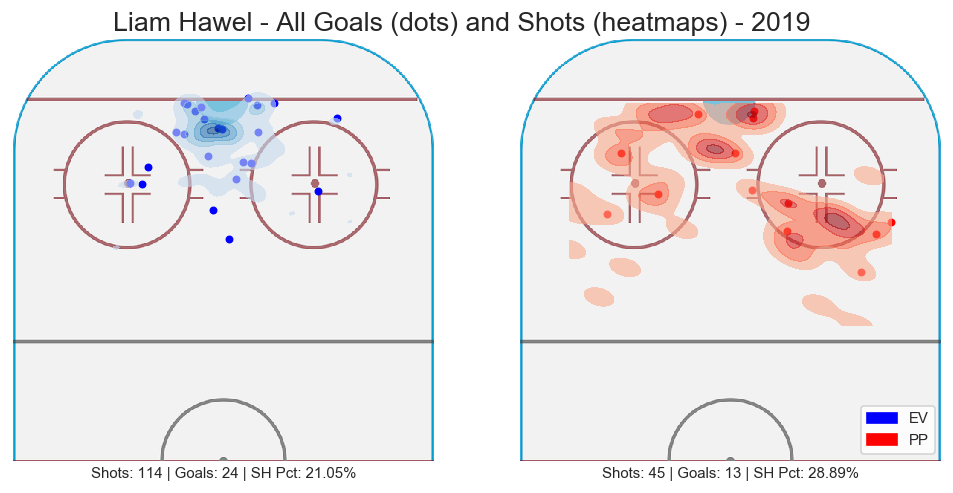 Liam Hawel - All Goals (dots) and Shots (heatmaps) - 2019
EV
PP
Shots: 114 | Goals: 24 | SH Pct: 21.05%
Shots: 45 | Goals: 13 | SH Pct: 28.89%